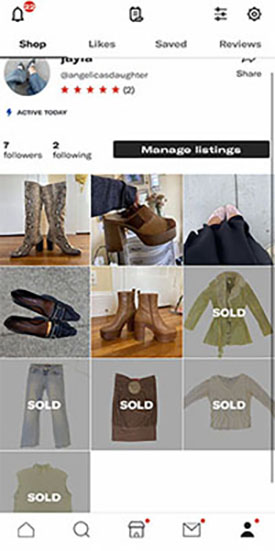 22
Shop Likes Saved Reviews
jayla
@angelicasdaughter
Share
(2)
ACTIVE TODAY
7 2
followers following
Manage listings
SOLD
SOLD SOLD SOLD
SOLD